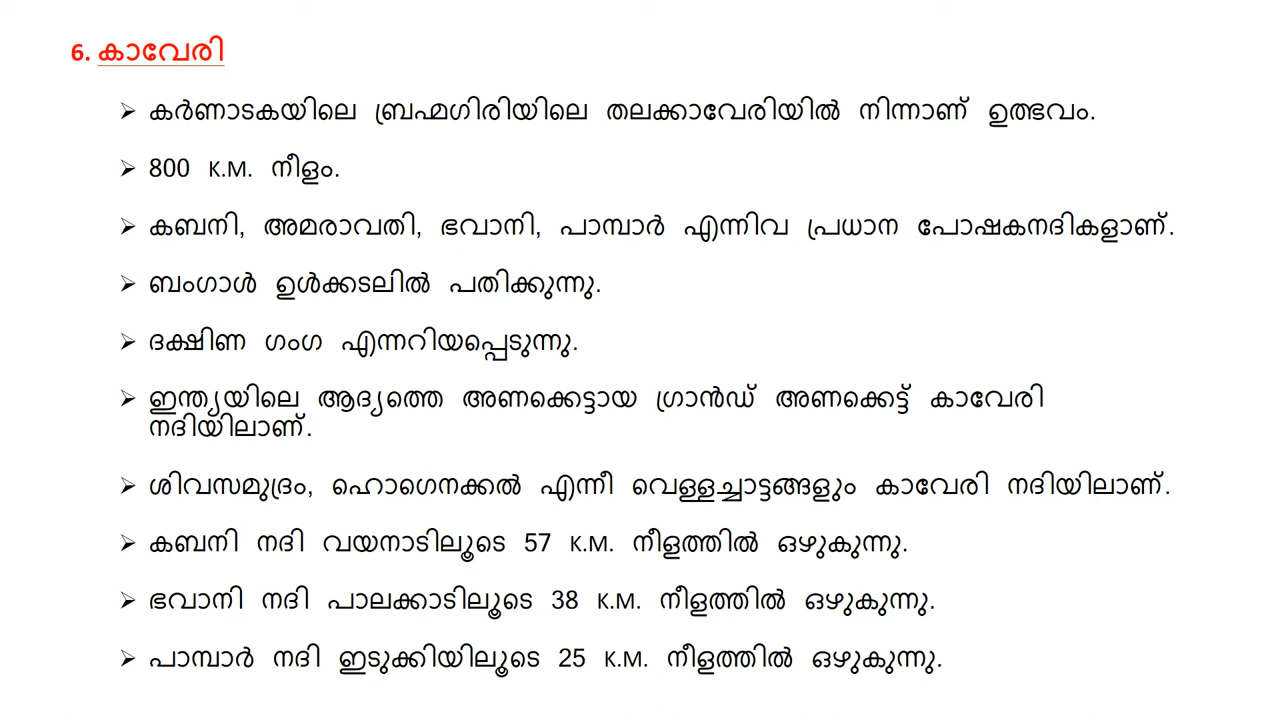 6. കാവേരി
➢ കർണാടകയിലെ ബ്രഹ്മഗിരിയിലെ തലക്കാവേരിയിൽ നിന്നാണ് ഉത്ഭവം.
➢ 800 K.M. നീളം.
➢ കബനി, അമരാവതി, ഭവാനി, പാമ്പാർ എന്നിവ പ്രധാന പോഷകനദികളാണ്.
➢ ബംഗാൾ ഉൾക്കടലിൽ പതിക്കുന്നു.
➢ ദക്ഷിണ ഗംഗ എന്നറിയപ്പെടുന്നു.
➢ ഇന്ത്യയിലെ ആദ്യത്തെ അണക്കെട്ടായ ഗ്രാൻഡ് അണക്കെട്ട് കാവേരി
നദിയിലാണ്.
➢ ശിവസമുദ്രം, ഹൊഗെനക്കൽ എന്നീ വെള്ളച്ചാട്ടങ്ങളും കാവേരി നദിയിലാണ്.
➢ കബനി നദി വയനാടിലൂടെ 57 K.M. നീളത്തിൽ ഒഴുകുന്നു.
➢ ഭവാനി നദി പാലക്കാടിലൂടെ 38 K.M. നീളത്തിൽ ഒഴുകുന്നു.
➢ പാമ്പാർ നദി ഇടുക്കിയിലൂടെ 25 K.M. നീളത്തിൽ ഒഴുകുന്നു.